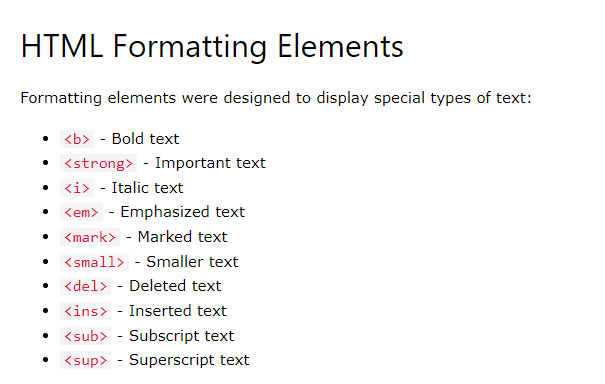 HTML Formatting Elements
Formatting elements were designed to display special types of text:
• <b> - Bold text
• <strong> - Important text
• <i> - Italic text
• <em> - Emphasized text
• <mark> - Marked text
• <small> - Smaller text
• <del> - Deleted text
• <ins> - Inserted text
• <sub> - Subscript text
• <sup> - Superscript text